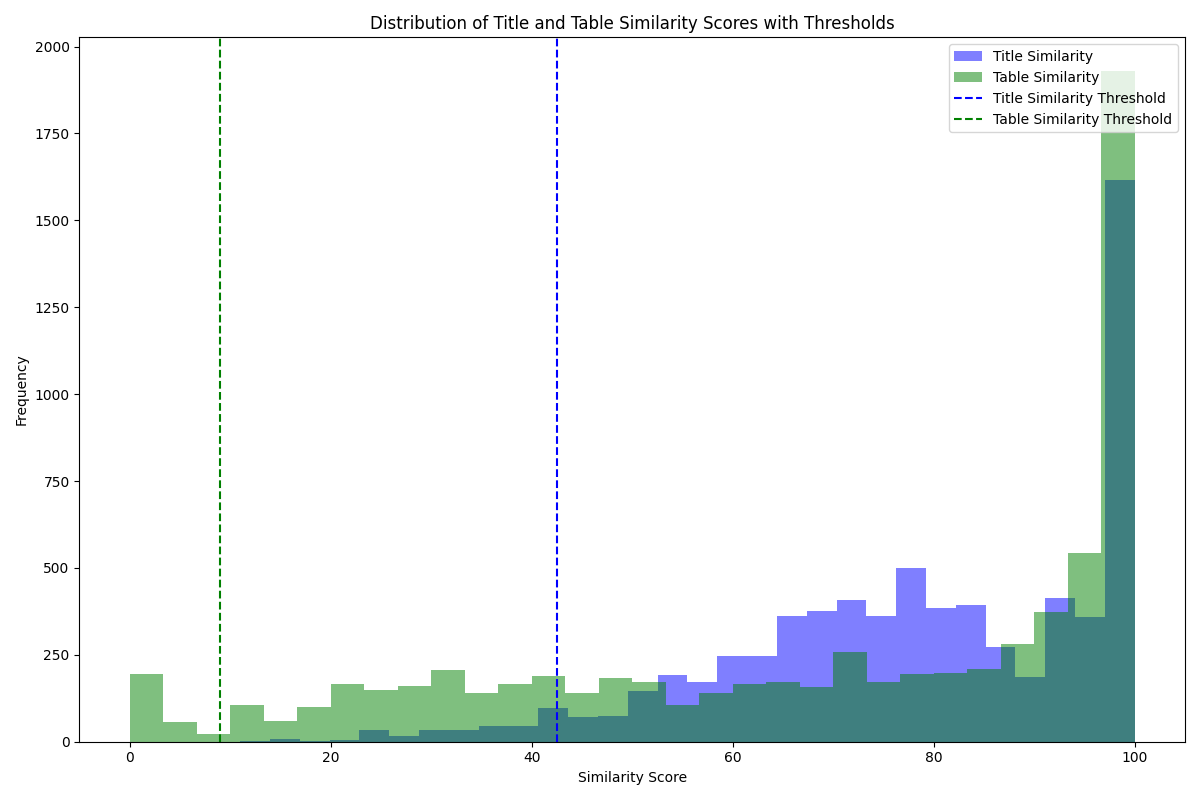 Distribution of Title and Table Similarity Scores with Thresholds
Title Similarity
Table Similarity
Title Similarity Threshold
Table Similarity Threshold
2000
1750
1500
1250
1000
750
500
250
0
Frequency
0 20 40 60 80 100
Similarity Score